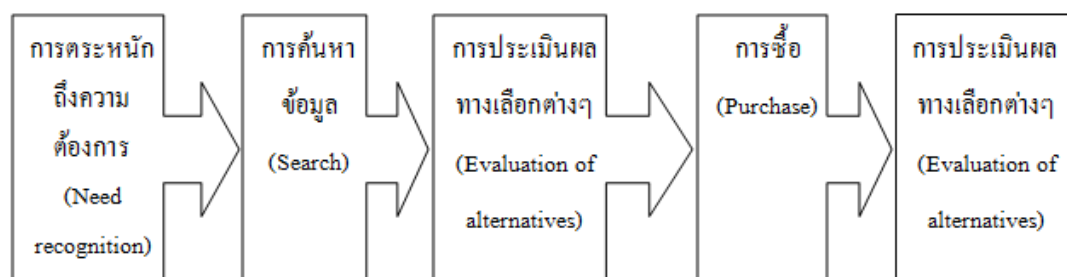 การตระหนัก
ถึงความ
ต้องการ
(Need
recognition)
การค้นหา
ข้อมูล
(Search)
การประเมินผล
ทางเลือกต่างๆ
(Evaluation of
alternatives)
การซื้อ
(Purchase)
การประเมินผล
ทางเลือกต่างๆ
(Evaluation of
alternatives)